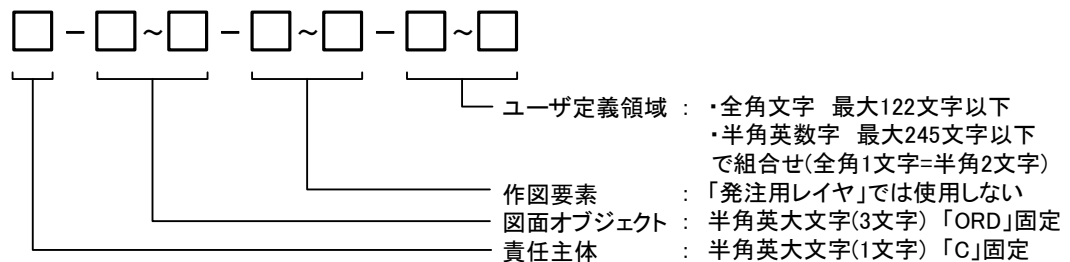 □-□~□-□~□-□~□
ユーザ定義領域 : ・全角文字 最大122文字以下
・半角英数字 最大245文字以下
で組合せ(全角1文字=半角2文字)
作図要素 : 「発注用レイヤ」では使用しない
図面オブジェクト : 半角英大文字(3文字) 「ORD」固定
責任主体 : 半角英大文字(1文字) 「C」固定